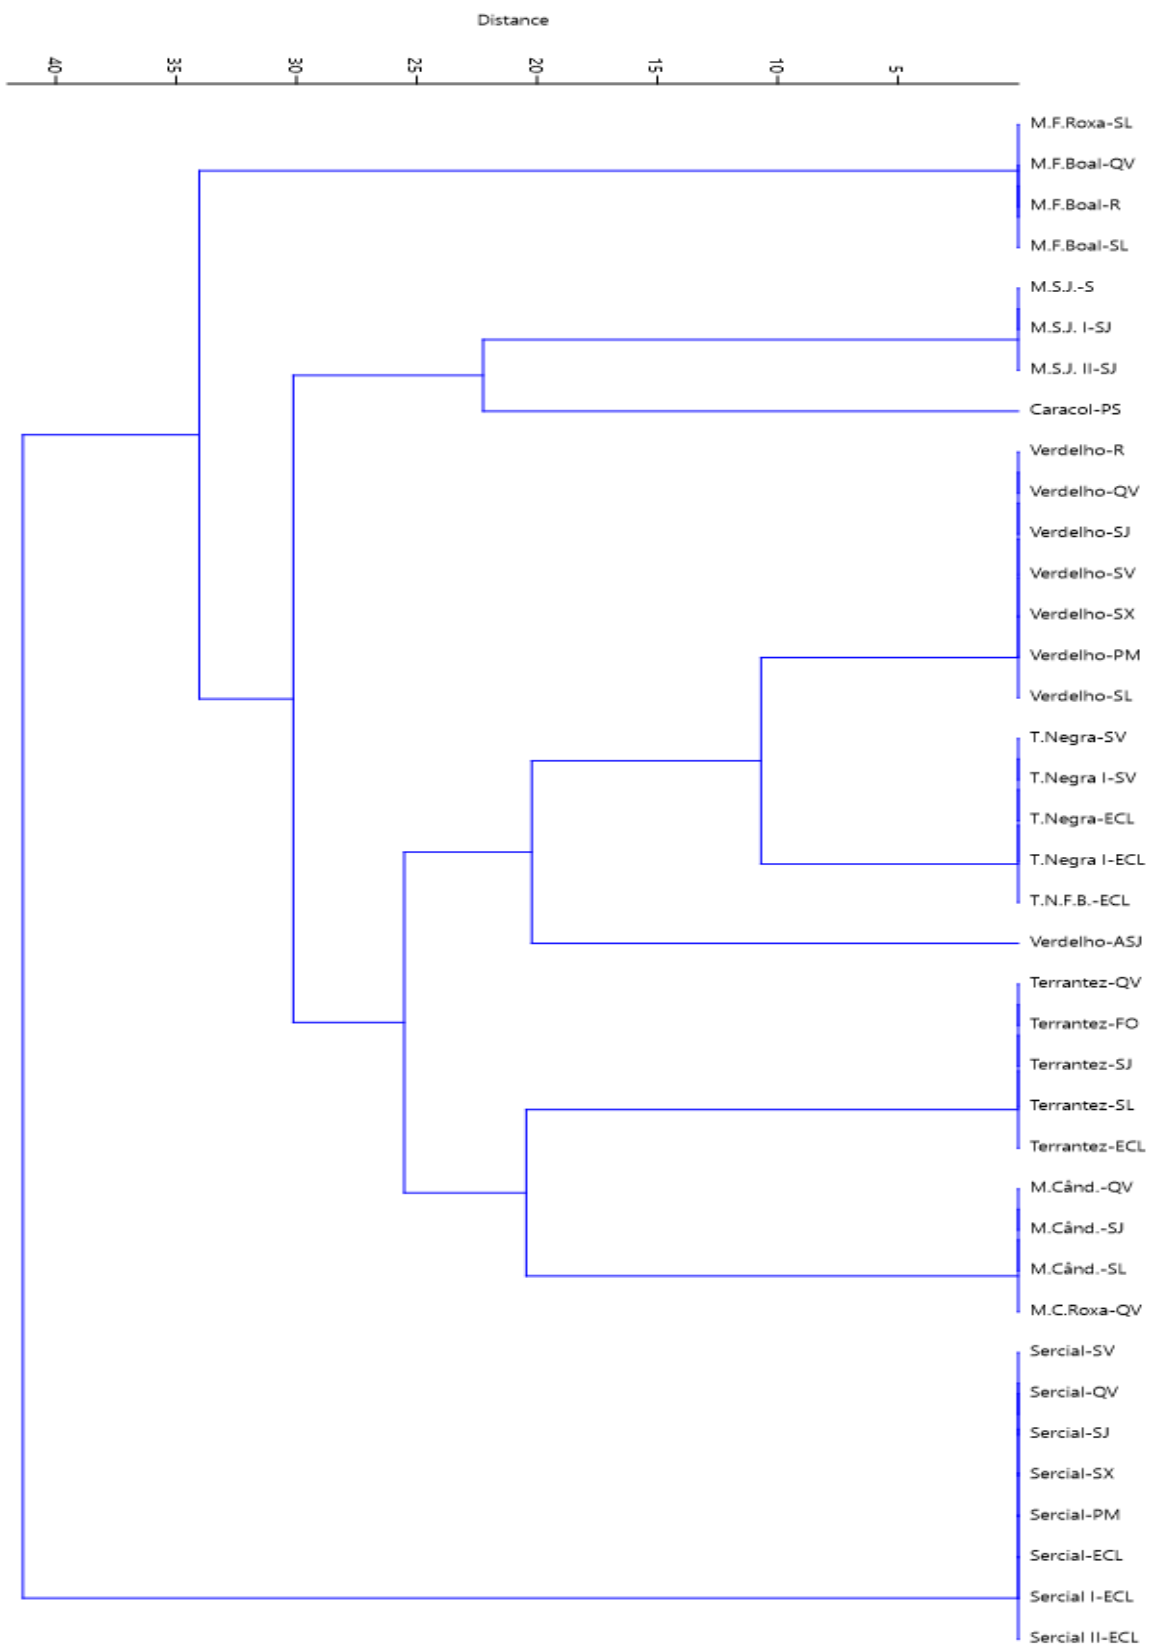 Distance
40 35 30 25 20 15 10 5
M.F.Roxa-SL
M.F.Boal-QV
M.F.Boal-R
M.F.Boal-SL
M.S.J.-S
M.S.J. I-SJ
M.S.J. II-SJ
Caracol-PS
Verdelho-R
Verdelho-QV
Verdelho-SJ
Verdelho-SV
Verdelho-SX
Verdelho-PM
Verdelho-SL
T.Negra-SV
T.Negra I-SV
T.Negra-ECL
T.Negra I-ECL
T.N.F.B.-ECL
Verdelho-ASJ
Terrantez-QV
Terrantez-FO
Terrantez-SJ
Terrantez-SL
Terrantez-ECL
M.Când.-QV
M.Când.-SJ
M.Când.-SL
M.C.Roxa-QV
Sercial-SV
Sercial-QV
Sercial-SJ
Sercial-SX
Sercial-PM
Sercial-ECL
Sercial I-ECL
Sercial II-ECL